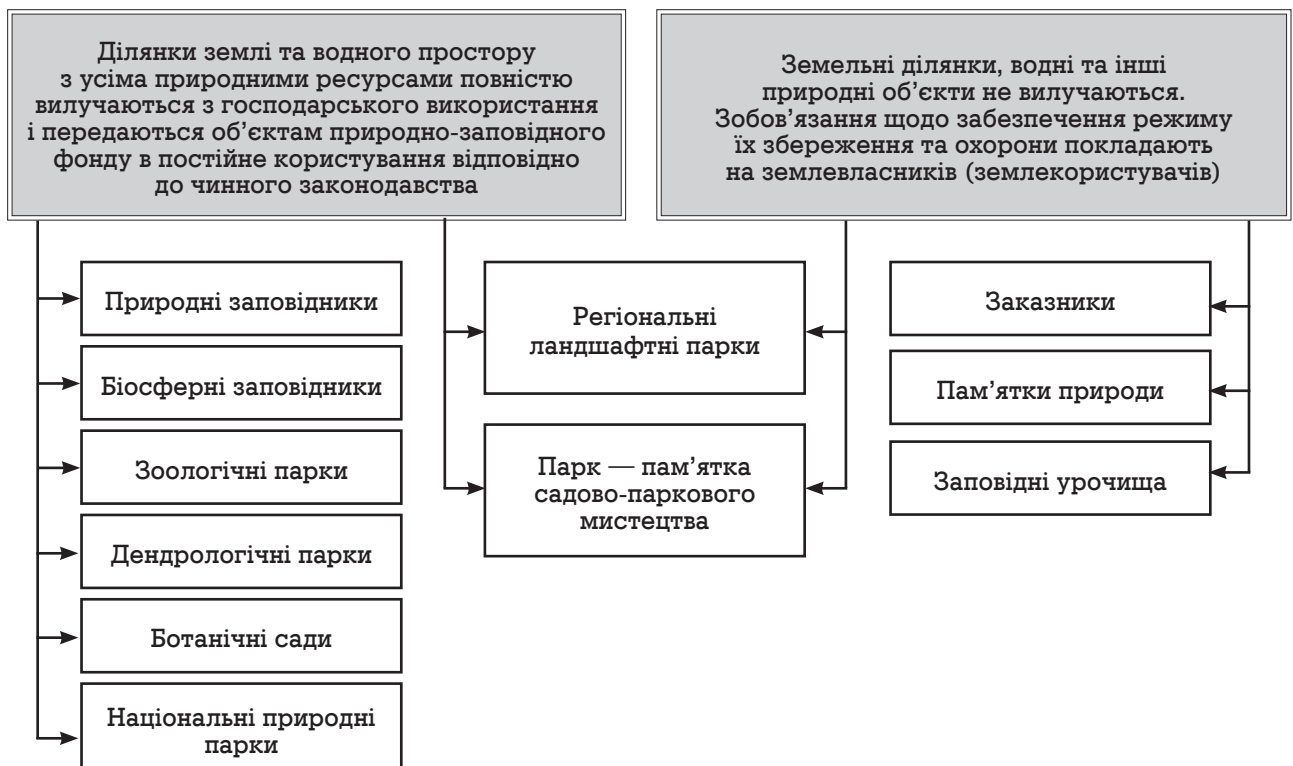 Ділянки землі та водного простору
з усіма природними ресурсами повністю
вилучаються з господарського використання
і передаються об’єктам природно-заповідного
фонду в постійне користування відповідно
до чинного законодавства
Земельні ділянки, водні та інші
природні об’єкти не вилучаються.
Зобов’язання щодо забезпечення режиму
їх збереження та охорони покладають
на землевласників (землекористувачів)
Природні заповідники
Біосферні заповідники
Зоологічні парки
Дендрологічні парки
Ботанічні сади
Національні природні
парки
Регіональні
ландшафтні парки
Парк — пам’ятка
садово-паркового
мистецтва
Заказники
Пам’ятки природи
Заповідні урочища